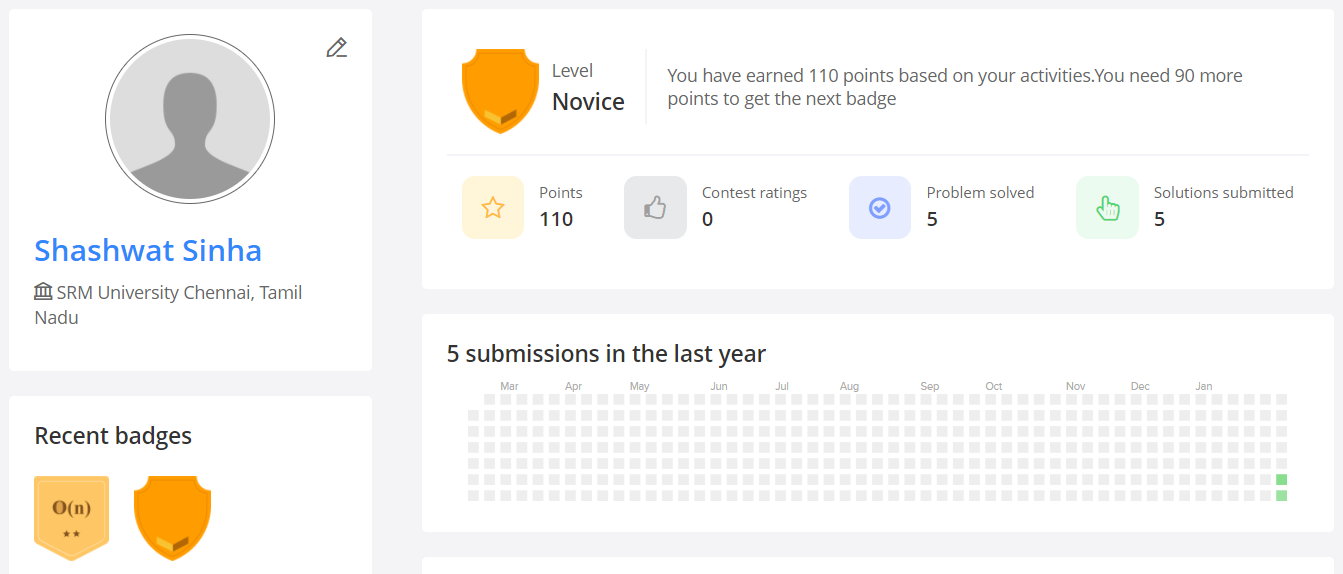 Shashwat Sinha
SRM University Chennai, Tamil
Nadu
Recent badges
O(n)
Level
Novice
You have earned 110 points based on your activities.You need 90 more
points to get the next badge
Points
110
Contest ratings
0
Problem solved
5
Solutions submitted
5
5 submissions in the last year
Mar Apr May Jun Jul Aug Sep Oct Nov Dec Jan